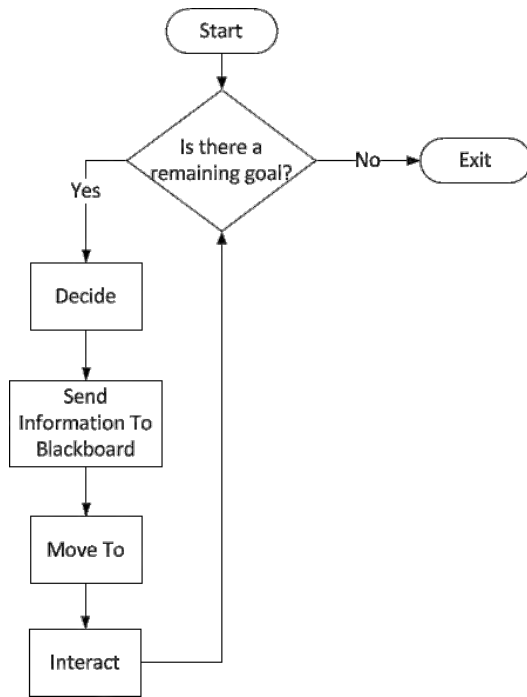 Start
Is there a
remaining goal?
No
Exit
Yes
Decide
Send
Information To
Blackboard
Move To
Interact